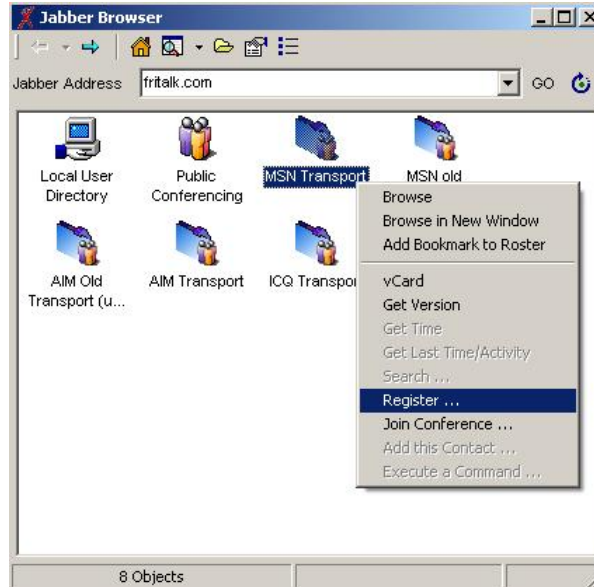 Jabber Browser
Jabber Address fritalk.com GO
Local User
Directory
Public
Conferencing
MSN Transport
MSN old
AIM Old
Transport (u...
AIM Transport
ICQ Transpor
Browse
Browse in New Window
Add Bookmark to Roster
vCard
Get Version
Get Time
Get Last Time/Activity
Search ...
Register ...
Join Conference ...
Add this Contact ...
Execute a Command ...
8 Objects